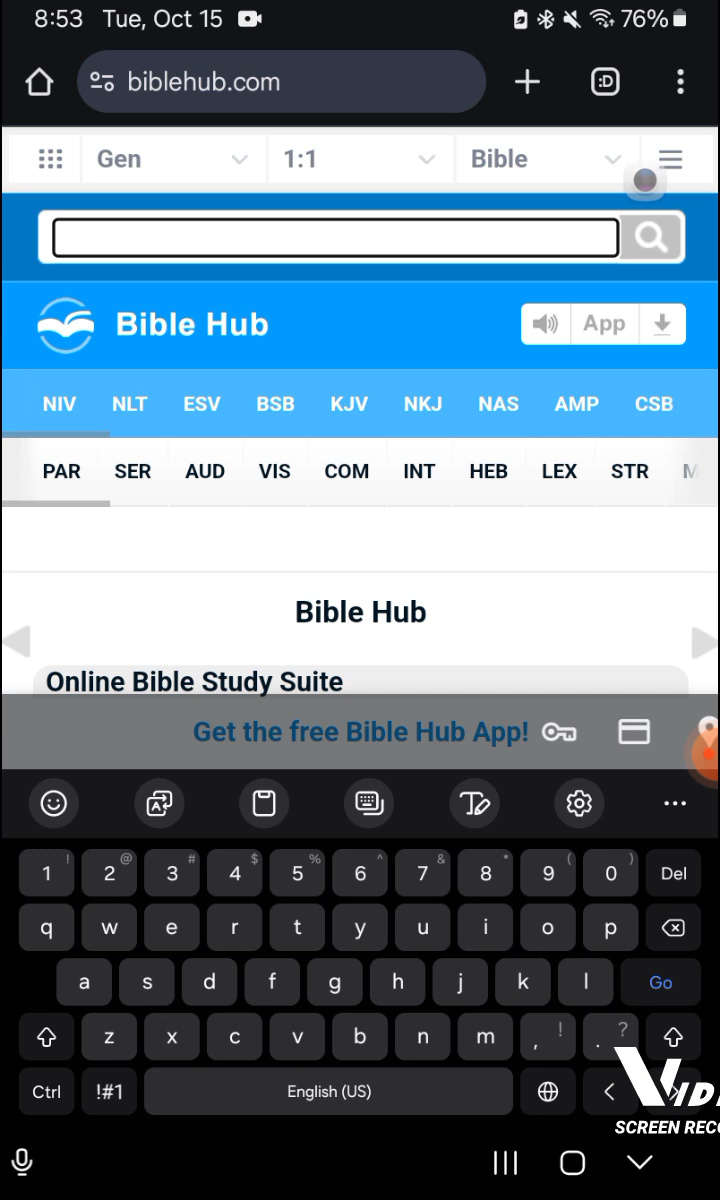 8:53 Tue, Oct 15 76%
:D
biblehub.com
Gen 1:1 Bible
Bible Hub App
NIV NLT ESV BSB KJV NKJ NAS AMP CSB
PAR SER AUD VIS COM INT HEB LEX STR M
Bible Hub
Online Bible Study Suite
Get the free Bible Hub App!
! @ # $ % ^ & * ( )
1 2 3 4 5 6 7 8 9 0 Del
q w e r t y u i o p
a s d f g h j k l Go
z x c v b n m , ! . ?
Ctrl !#1 English (US) < >
VID
SCREEN RECO